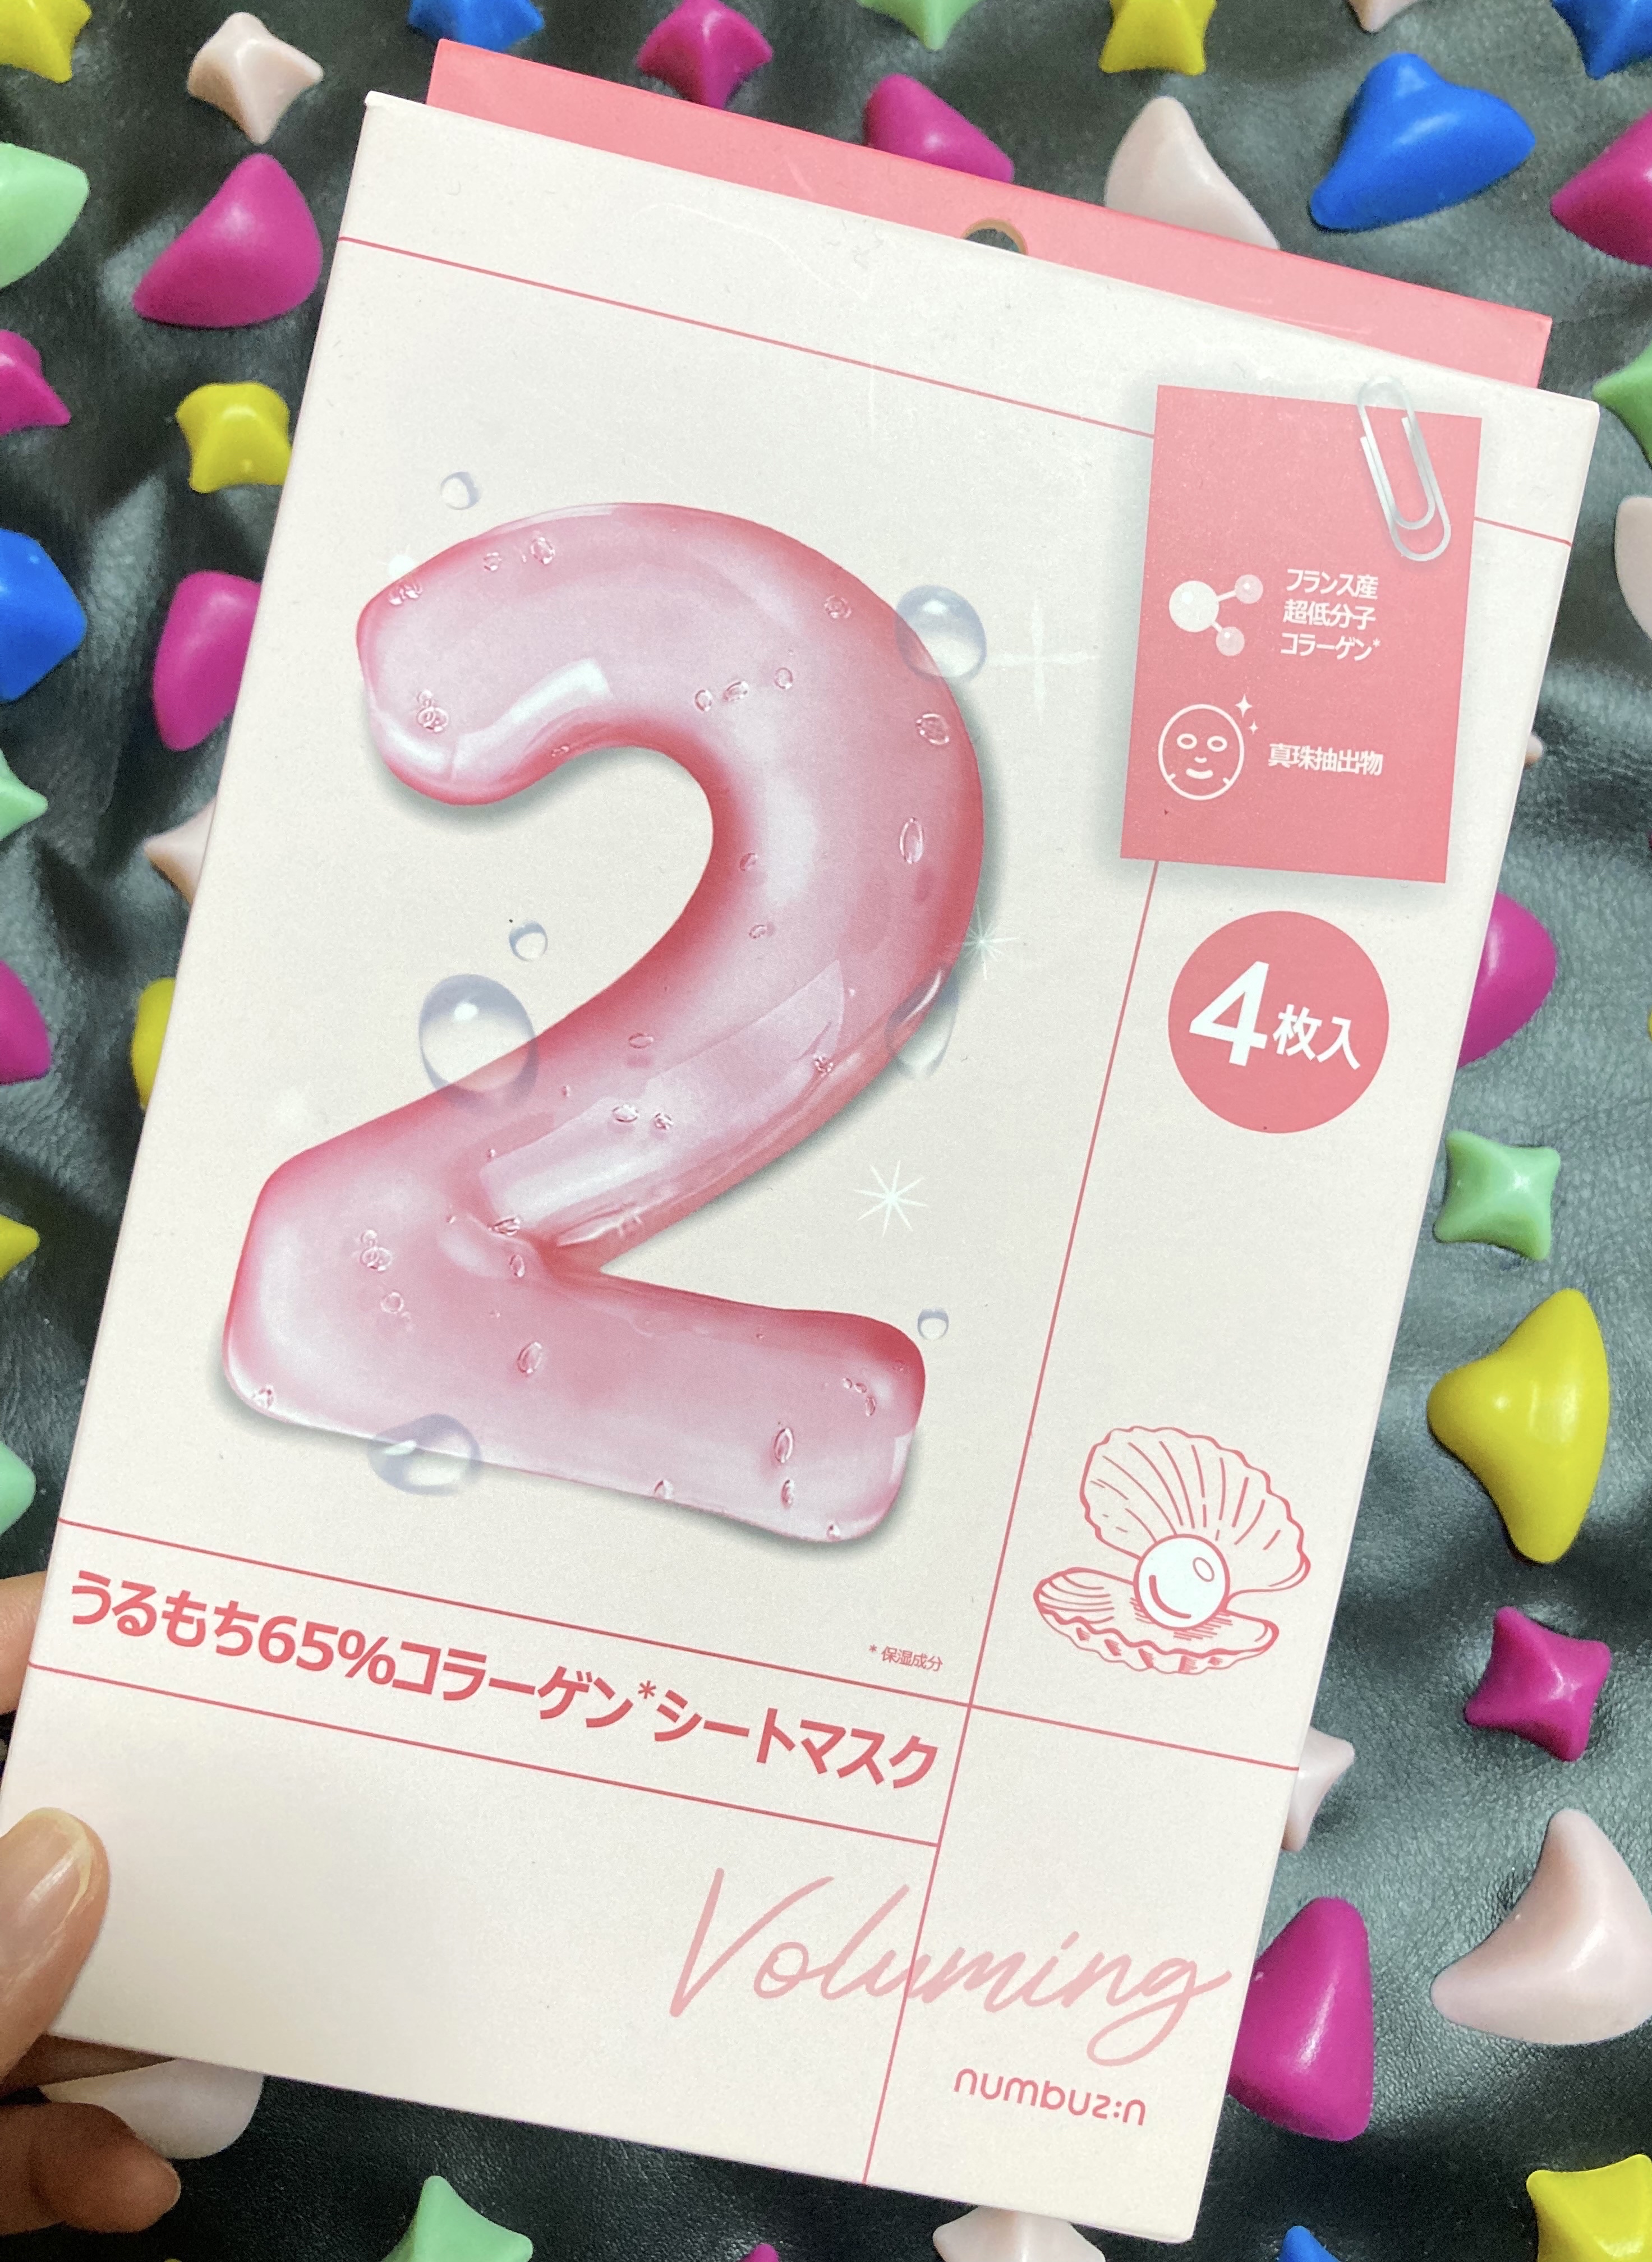 フランス産
超低分子
コラーゲン*
真珠抽出物
2
4枚入
* 保湿成分
うるもち65%コラーゲン*シートマスク
Voluming
numbuz:n